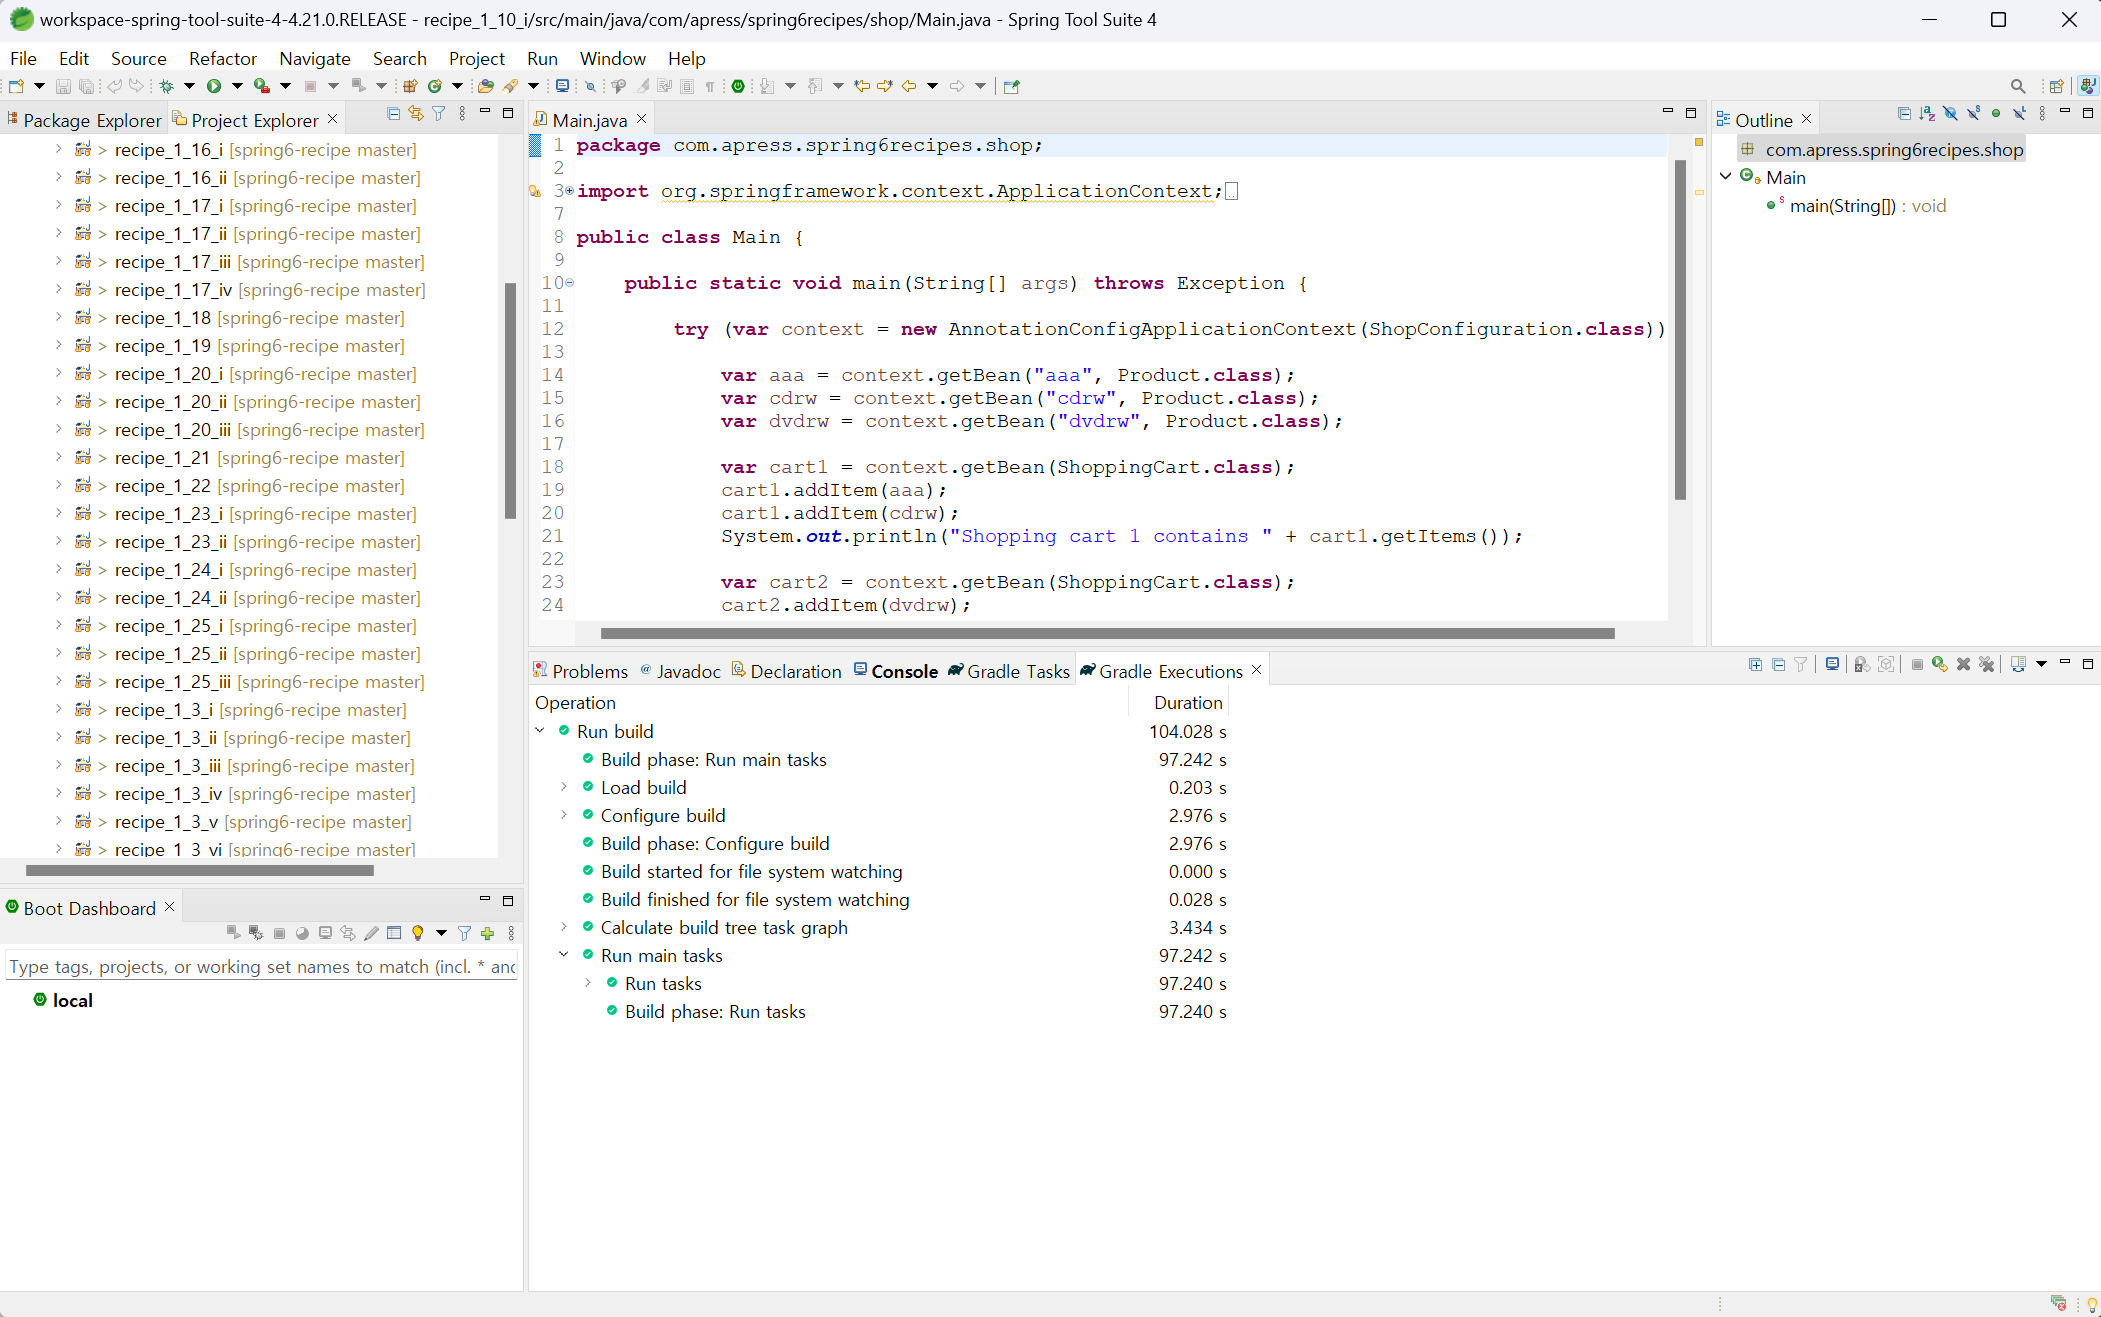 workspace-spring-tool-suite-4-4.21.0.RELEASE - recipe_1_10_i/src/main/java/com/apress/spring6recipes/shop/Main.java - Spring Tool Suite 4
File Edit Source Refactor Navigate Search Project Run Window Help
Package Explorer Project Explorer
> recipe_1_16_i [spring6-recipe master]
> recipe_1_16_ii [spring6-recipe master]
> recipe_1_17_i [spring6-recipe master]
> recipe_1_17_ii [spring6-recipe master]
> recipe_1_17_iii [spring6-recipe master]
> recipe_1_17_iv [spring6-recipe master]
> recipe_1_18 [spring6-recipe master]
> recipe_1_19 [spring6-recipe master]
> recipe_1_20_i [spring6-recipe master]
> recipe_1_20_ii [spring6-recipe master]
> recipe_1_20_iii [spring6-recipe master]
> recipe_1_21 [spring6-recipe master]
> recipe_1_22 [spring6-recipe master]
> recipe_1_23_i [spring6-recipe master]
> recipe_1_23_ii [spring6-recipe master]
> recipe_1_24_i [spring6-recipe master]
> recipe_1_24_ii [spring6-recipe master]
> recipe_1_25_i [spring6-recipe master]
> recipe_1_25_ii [spring6-recipe master]
> recipe_1_25_iii [spring6-recipe master]
> recipe_1_3_i [spring6-recipe master]
> recipe_1_3_ii [spring6-recipe master]
> recipe_1_3_iii [spring6-recipe master]
> recipe_1_3_iv [spring6-recipe master]
> recipe_1_3_v [spring6-recipe master]
> recipe_1_3_vi [spring6-recipe master]
Boot Dashboard
Type tags, projects, or working set names to match (incl. * and
local
Main.java
1 package com.apress.spring6recipes.shop;
2
3 import org.springframework.context.ApplicationContext;
7
8 public class Main {
9
10 public static void main(String[] args) throws Exception {
11
12 try (var context = new AnnotationConfigApplicationContext(ShopConfiguration.class))
13
14 var aaa = context.getBean("aaa", Product.class);
15 var cdrw = context.getBean("cdrw", Product.class);
16 var dvdrw = context.getBean("dvdrw", Product.class);
17
18 var cart1 = context.getBean(ShoppingCart.class);
19 cart1.addItem(aaa);
20 cart1.addItem(cdrw);
21 System.out.println("Shopping cart 1 contains " + cart1.getItems());
22
23 var cart2 = context.getBean(ShoppingCart.class);
24 cart2.addItem(dvdrw);
Outline
com.apress.spring6recipes.shop
Main
main(String[]) : void
Problems Javadoc Declaration Console Gradle Tasks Gradle Executions
Operation Duration
Run build 104.028 s
Build phase: Run main tasks 97.242 s
Load build 0.203 s
Configure build 2.976 s
Build phase: Configure build 2.976 s
Build started for file system watching 0.000 s
Build finished for file system watching 0.028 s
Calculate build tree task graph 3.434 s
Run main tasks 97.242 s
Run tasks 97.240 s
Build phase: Run tasks 97.240 s